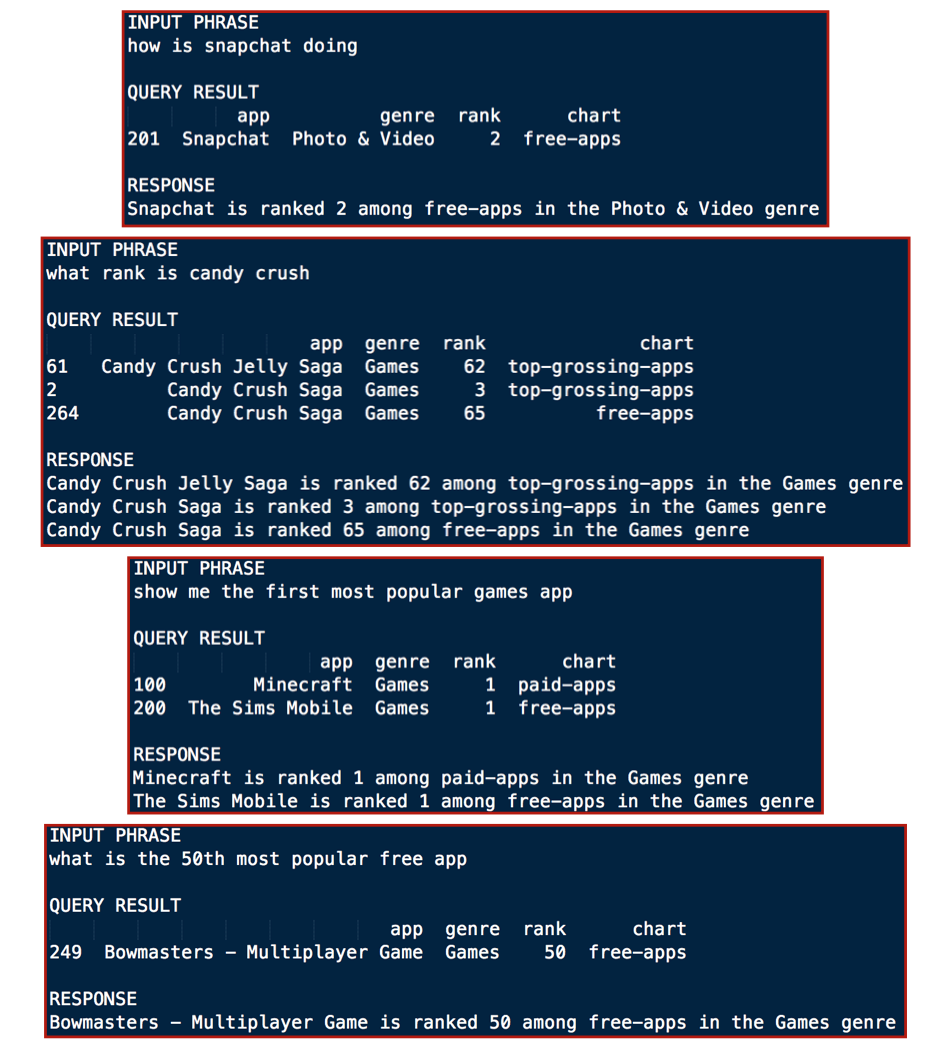 INPUT PHRASE
how is snapchat doing
QUERY RESULT
app genre rank chart
201 Snapchat Photo & Video 2 free-apps
RESPONSE
Snapchat is ranked 2 among free-apps in the Photo & Video genre
INPUT PHRASE
what rank is candy crush
QUERY RESULT
app genre rank chart
61 Candy Crush Jelly Saga Games 62 top-grossing-apps
2 Candy Crush Saga Games 3 top-grossing-apps
264 Candy Crush Saga Games 65 free-apps
RESPONSE
Candy Crush Jelly Saga is ranked 62 among top-grossing-apps in the Games genre
Candy Crush Saga is ranked 3 among top-grossing-apps in the Games genre
Candy Crush Saga is ranked 65 among free-apps in the Games genre
INPUT PHRASE
show me the first most popular games app
QUERY RESULT
app genre rank chart
100 Minecraft Games 1 paid-apps
200 The Sims Mobile Games 1 free-apps
RESPONSE
Minecraft is ranked 1 among paid-apps in the Games genre
The Sims Mobile is ranked 1 among free-apps in the Games genre
INPUT PHRASE
what is the 50th most popular free app
QUERY RESULT
app genre rank chart
249 Bowmasters – Multiplayer Game Games 50 free-apps
RESPONSE
Bowmasters – Multiplayer Game is ranked 50 among free-apps in the Games genre